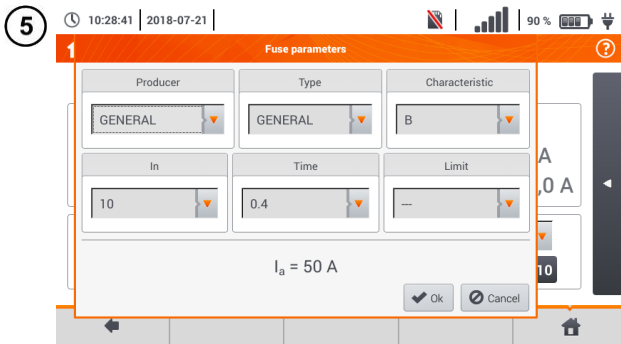 5
10:28:41 2018-07-21 90 %
1 Fuse parameters ?
Producer Type Characteristic
GENERAL GENERAL B
In Time Limit
10 0.4 ---
A
,0 A
Ia = 50 A
10
Ok Cancel